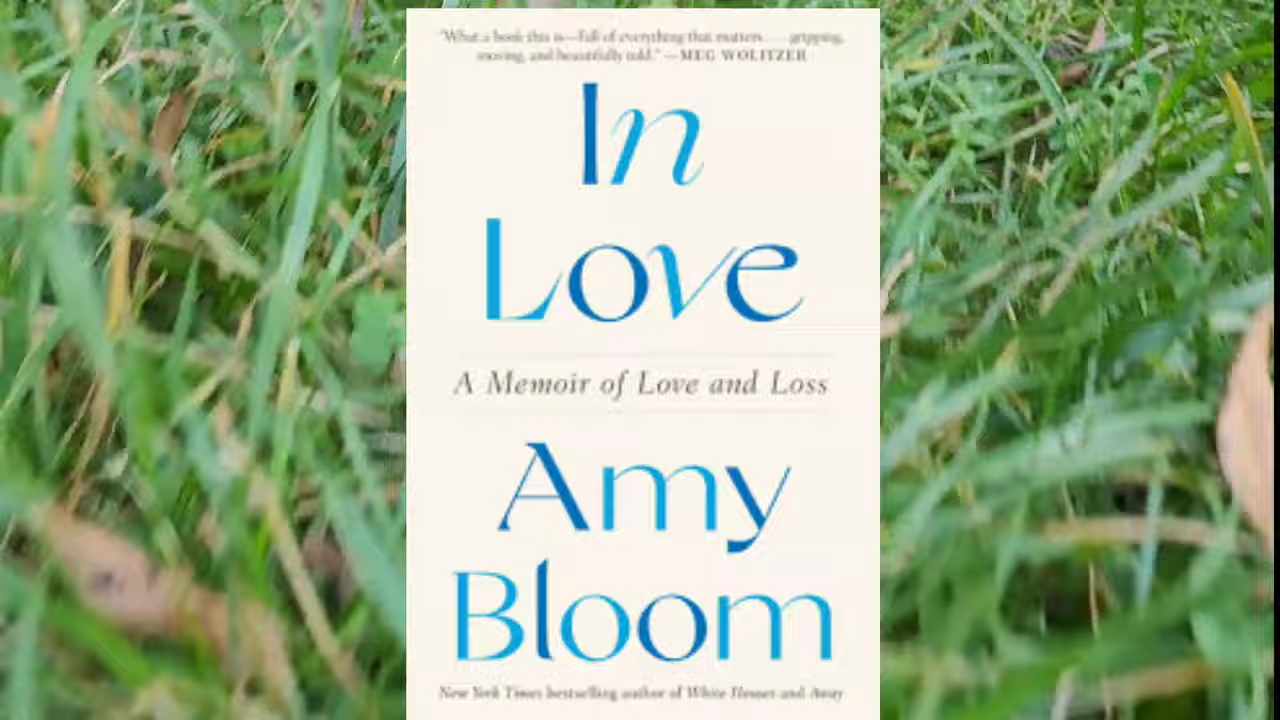 "What a book this is—full of everything that matters . . . . gripping,
moving, and beautifully told." —MEG WOLITZER
In
Love
A Memoir of Love and Loss
Amy
Bloom
New York Times bestselling author of White Houses and Away